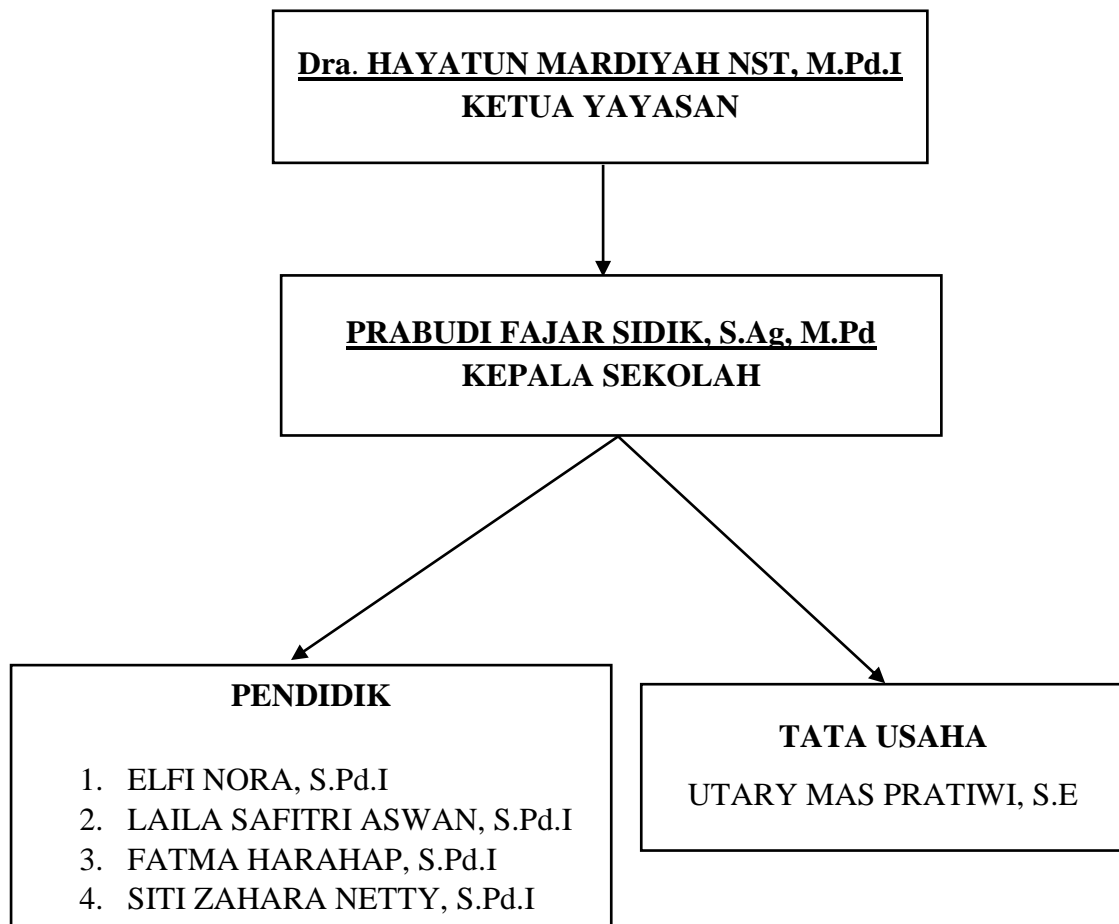 Dra. HAYATUN MARDIYAH NST, M.Pd.I
KETUA YAYASAN
PRABUDI FAJAR SIDIK, S.Ag, M.Pd
KEPALA SEKOLAH
PENDIDIK
1. ELFI NORA, S.Pd.I
2. LAILA SAFITRI ASWAN, S.Pd.I
3. FATMA HARAHAP, S.Pd.I
4. SITI ZAHARA NETTY, S.Pd.I
TATA USAHA
UTARY MAS PRATIWI, S.E